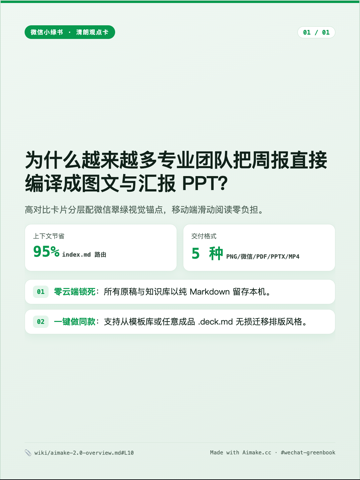 微信小绿书 · 清朗观点卡
01 / 01
为什么越来越多专业团队把周报直接
编译成图文与汇报 PPT?
高对比卡片分层配微信翠绿视觉锚点，移动端滑动阅读零负担。
上下文节省
95% index.md 路由
交付格式
5 种 PNG/微信/PDF/PPTX/MP4
01 零云端锁死：所有原稿与知识库以纯 Markdown 留存本机。
02 一键做同款：支持从模板库或任意成品 .deck.md 无损迁移排版风格。
📎 wiki/aimake-2.0-overview.md#L10
Made with Aimake.cc · #wechat-greenbook